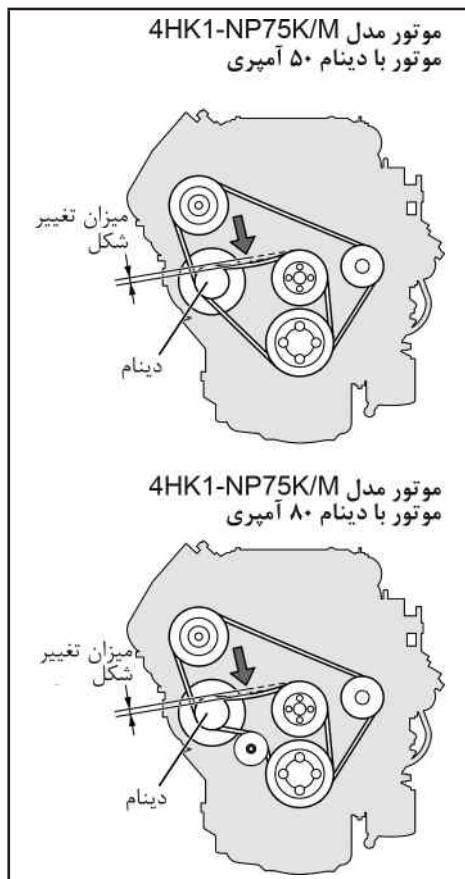 موتور مدل 4HK1-NP75K/M
موتور با دینام ۵۰ آمپری
میزان تغییر
شکل
دینام
موتور مدل 4HK1-NP75K/M
موتور با دینام ۸۰ آمپری
میزان تغییر
شکل
دینام